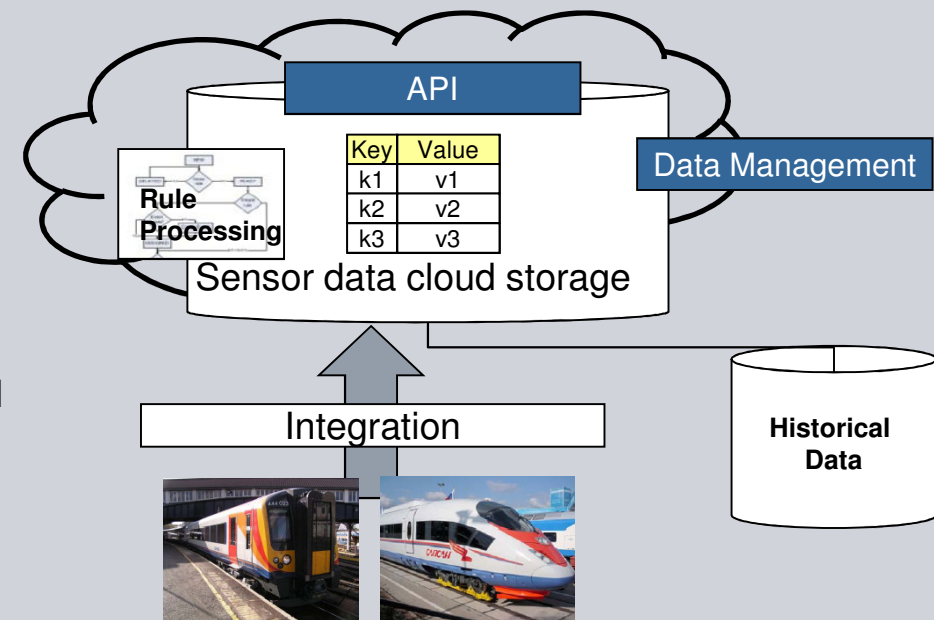 API
Key Value
k1 v1
k2 v2
k3 v3
Data Management
Rule
Processing
Sensor data cloud storage
Integration
Historical
Data